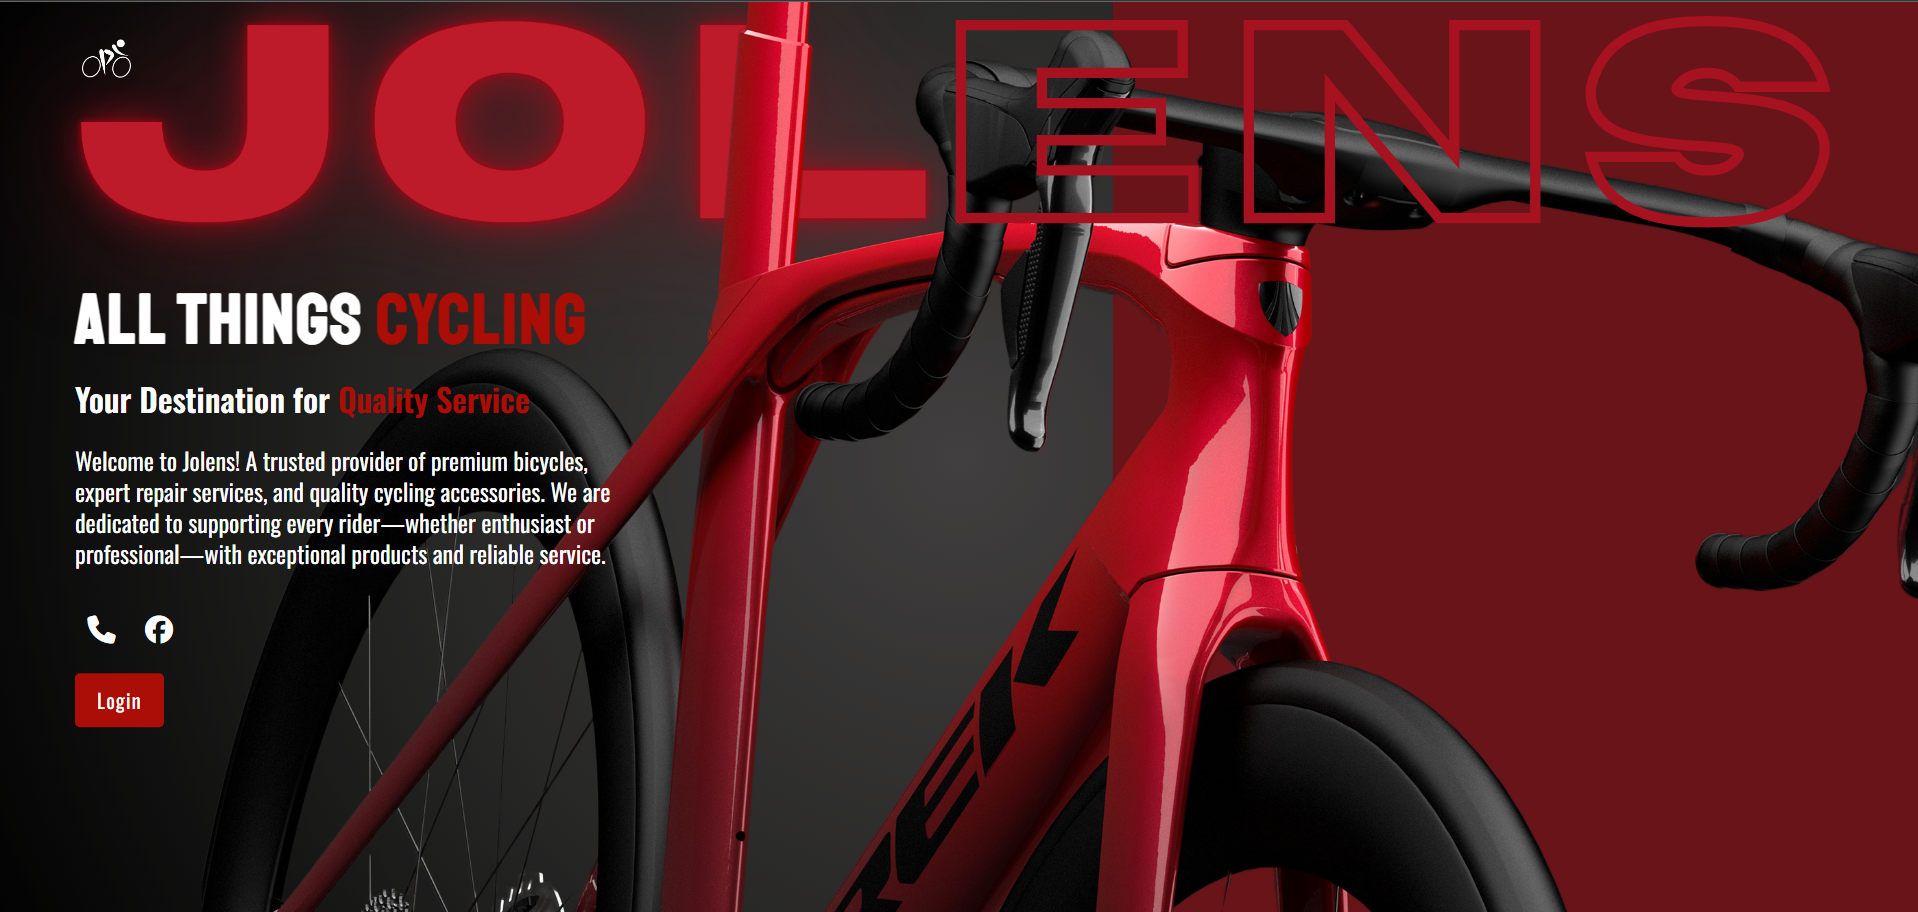 JOLENS
ALL THINGS CYCLING
Your Destination for Quality Service
Welcome to Jolens! A trusted provider of premium bicycles,
expert repair services, and quality cycling accessories. We are
dedicated to supporting every rider—whether enthusiast or
professional—with exceptional products and reliable service.
Login
TREK